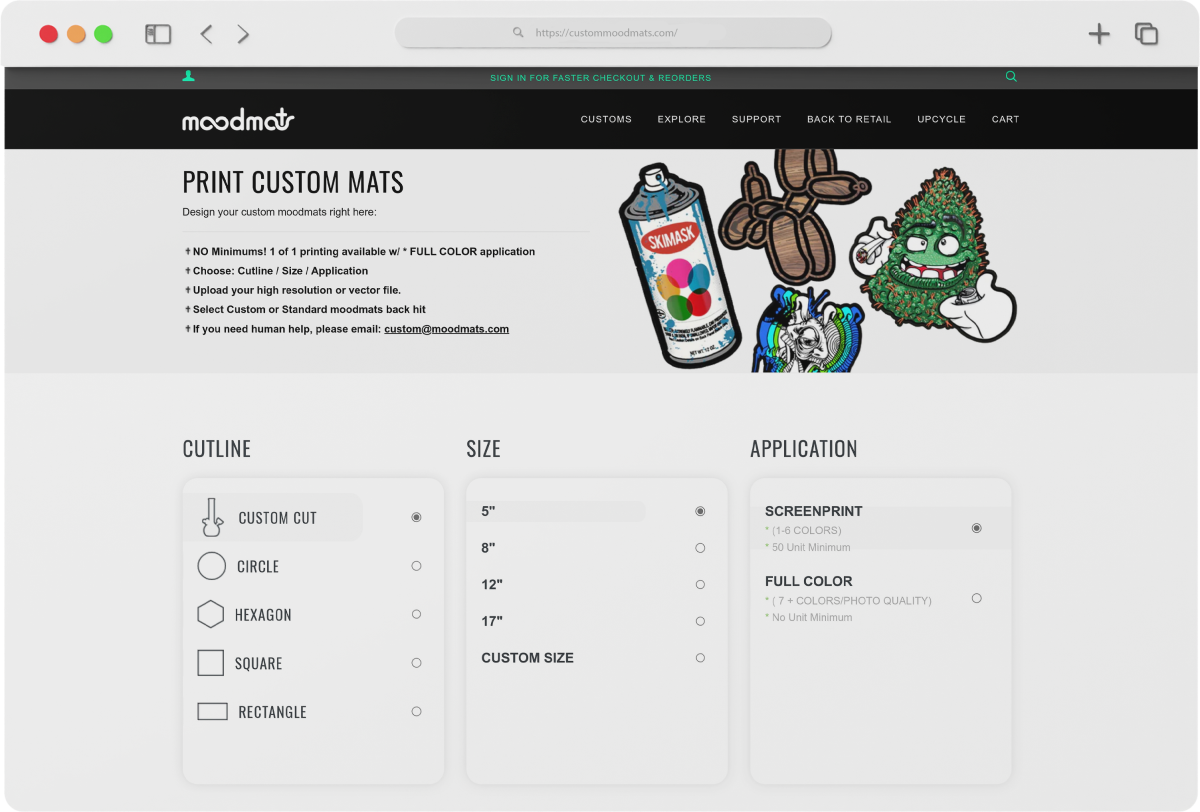 https://custommoodmats.com/
SIGN IN FOR FASTER CHECKOUT & REORDERS
moodmats
CUSTOMS EXPLORE SUPPORT BACK TO RETAIL UPCYCLE CART
PRINT CUSTOM MATS
Design your custom moodmats right here:
✝ NO Minimums! 1 of 1 printing available w/ * FULL COLOR application
✝ Choose: Cutline / Size / Application
✝ Upload your high resolution or vector file.
✝ Select Custom or Standard moodmats back hit
✝ If you need human help, please email: custom@moodmats.com
SKIMASK
CUTLINE
CUSTOM CUT
CIRCLE
HEXAGON
SQUARE
RECTANGLE
SIZE
5"
8"
12"
17"
CUSTOM SIZE
APPLICATION
SCREENPRINT
* (1-6 COLORS)
* 50 Unit Minimum
FULL COLOR
* ( 7 + COLORS/PHOTO QUALITY)
* No Unit Minimum